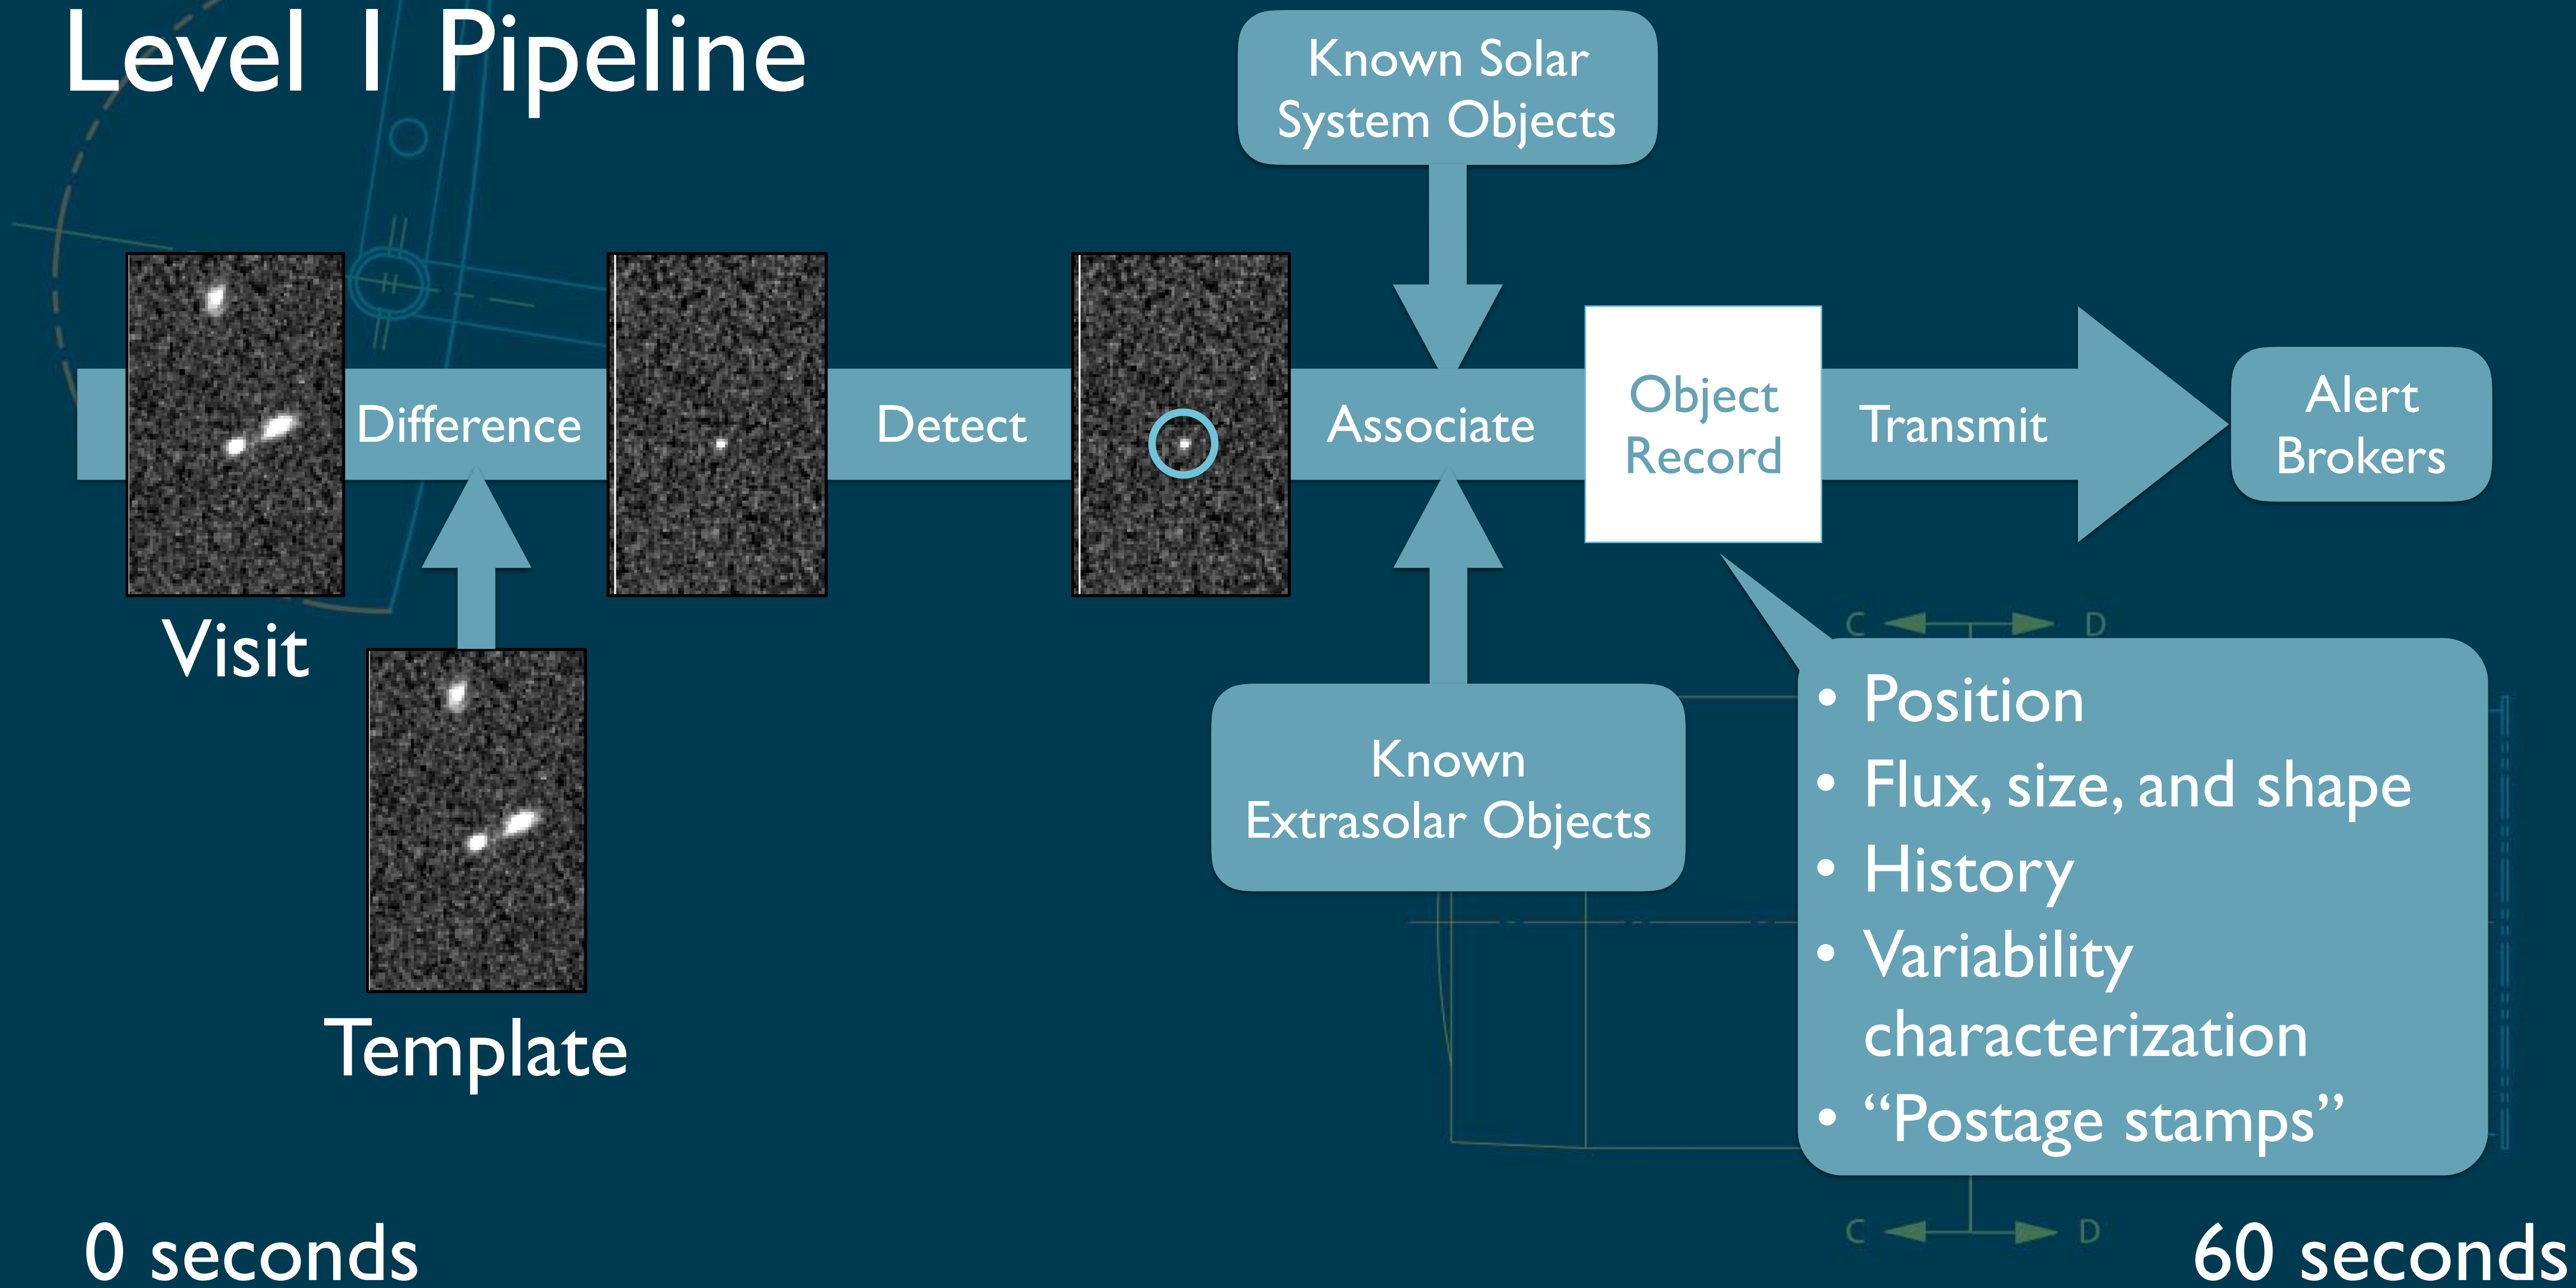 Level 1 Pipeline
Known Solar
System Objects
Difference
Detect
Associate
Object
Record
Transmit
Alert
Brokers
Visit
Template
Known
Extrasolar Objects
C D
• Position
• Flux, size, and shape
• History
• Variability
characterization
• “Postage stamps”
C D
0 seconds
60 seconds